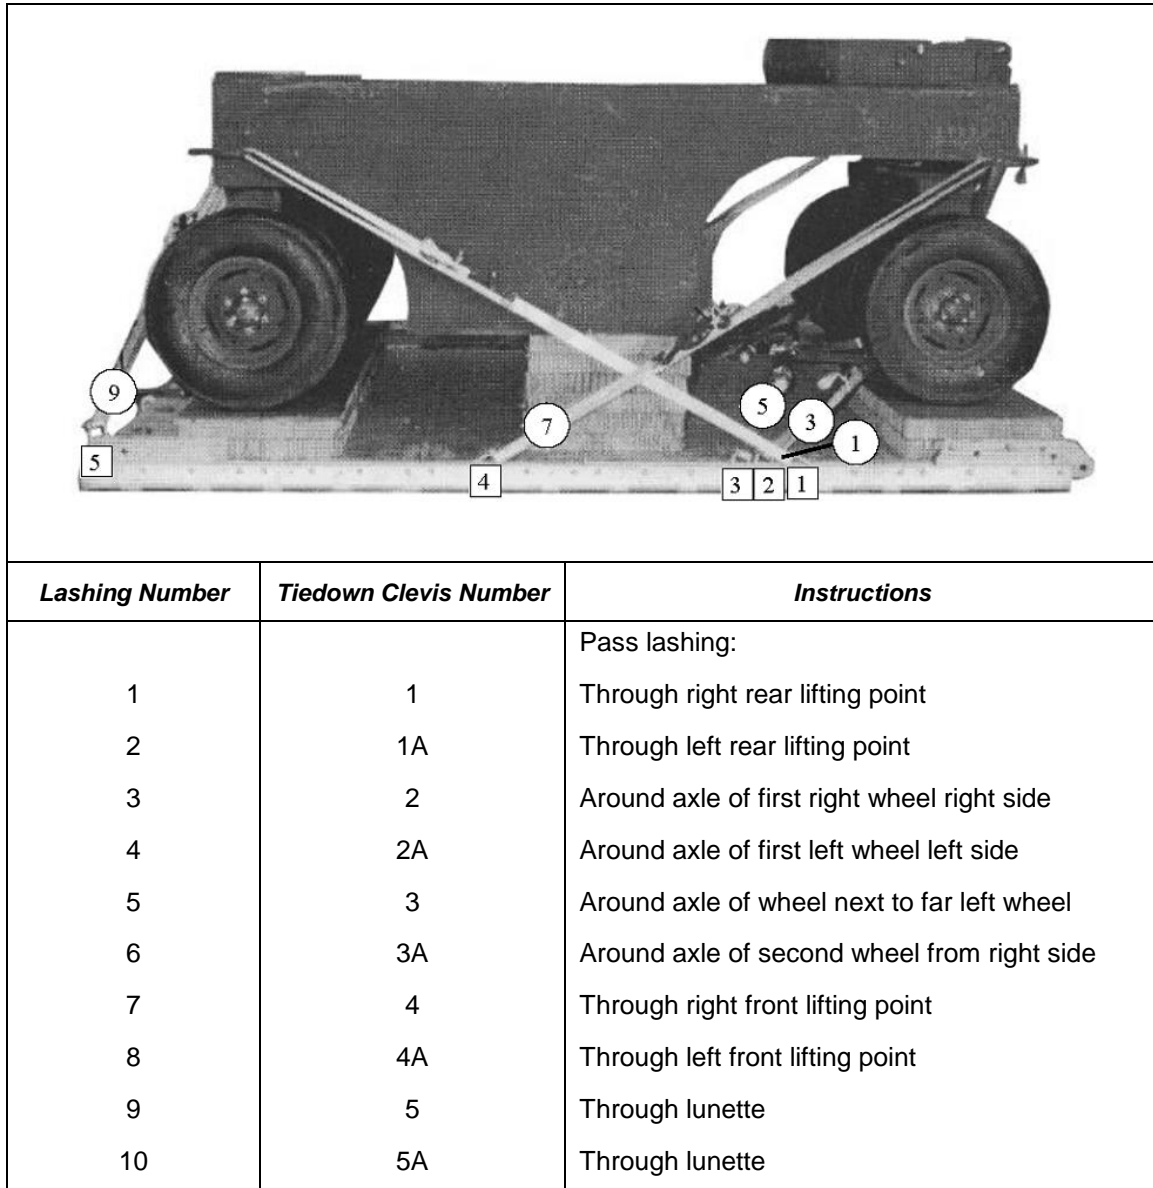 9
5
7
4
5
3
1
3 2 1
Lashing Number Tiedown Clevis Number Instructions
Pass lashing:
1 1 Through right rear lifting point
2 1A Through left rear lifting point
3 2 Around axle of first right wheel right side
4 2A Around axle of first left wheel left side
5 3 Around axle of wheel next to far left wheel
6 3A Around axle of second wheel from right side
7 4 Through right front lifting point
8 4A Through left front lifting point
9 5 Through lunette
10 5A Through lunette